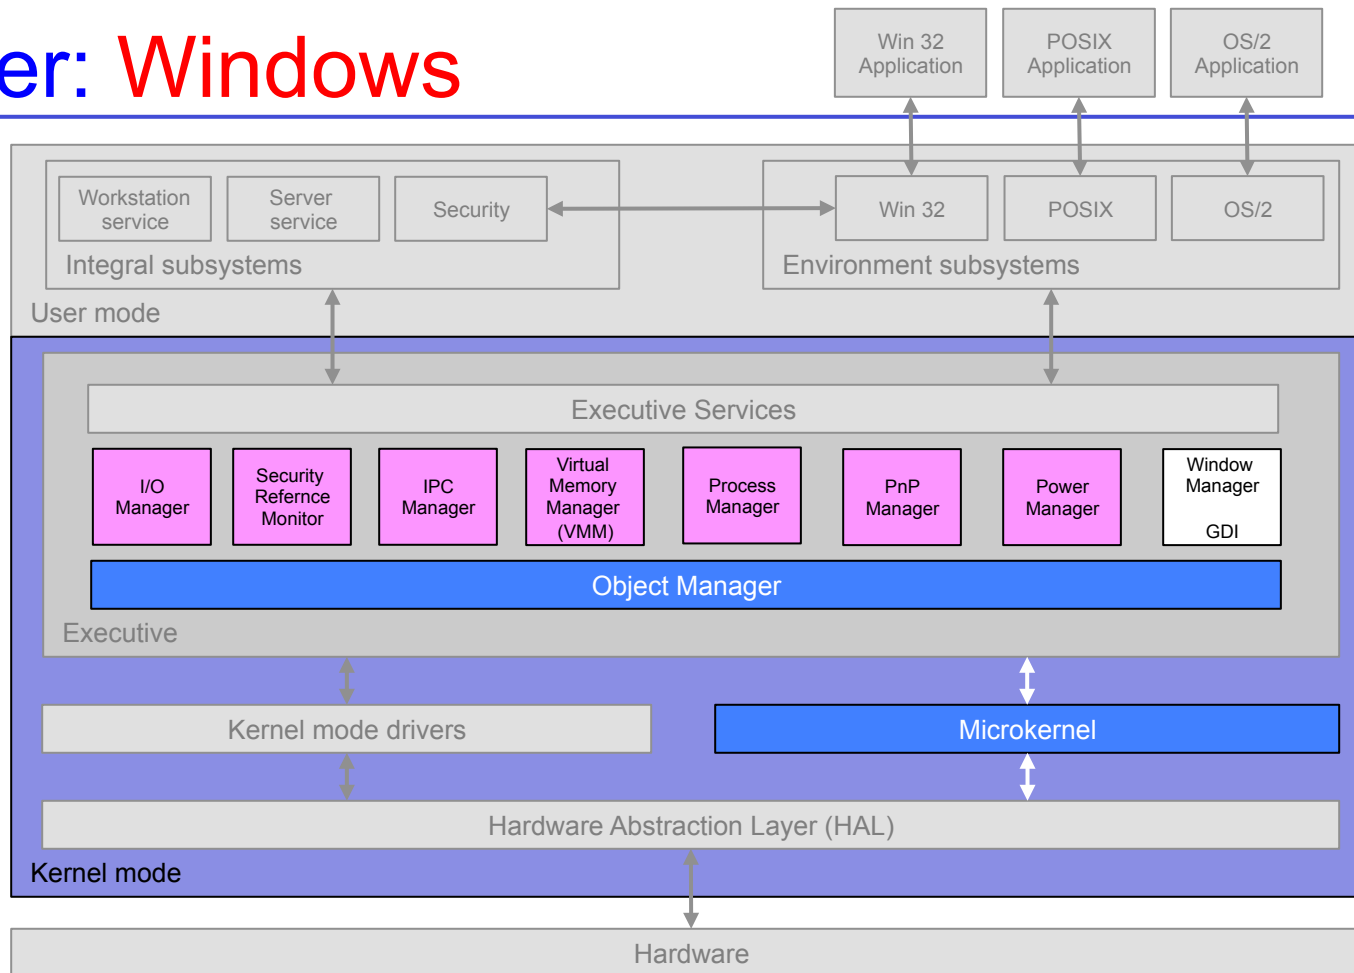 er: Windows
Win 32
Application
POSIX
Application
OS/2
Application
Workstation
service
Server
service
Security
Win 32
POSIX
OS/2
Integral subsystems
Environment subsystems
User mode
Executive Services
I/O
Manager
Security
Refernce
Monitor
IPC
Manager
Virtual
Memory
Manager
(VMM)
Process
Manager
PnP
Manager
Power
Manager
Window
Manager
GDI
Object Manager
Executive
Kernel mode drivers
Microkernel
Hardware Abstraction Layer (HAL)
Kernel mode
Hardware